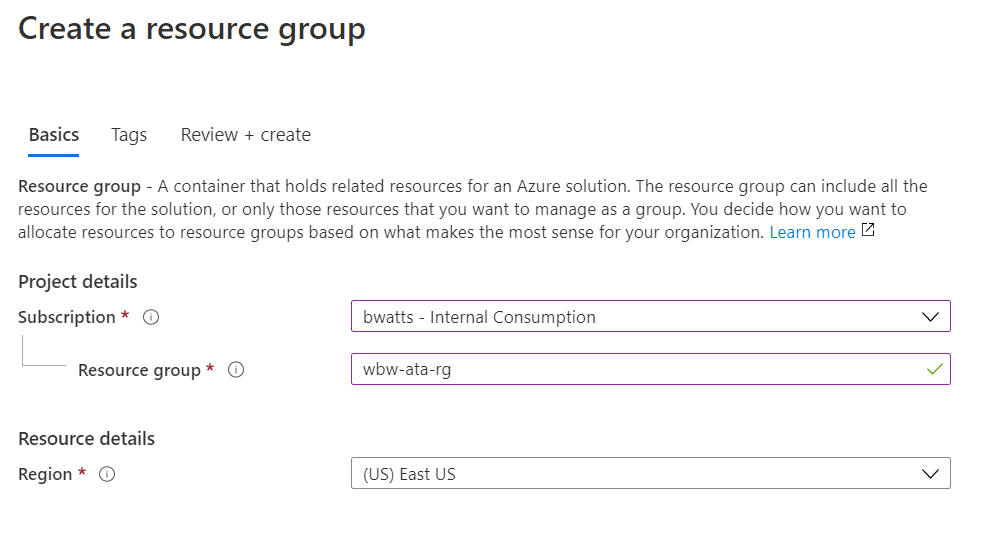 Create a resource group
Basics Tags Review + create
Resource group - A container that holds related resources for an Azure solution. The resource group can include all the
resources for the solution, or only those resources that you want to manage as a group. You decide how you want to
allocate resources to resource groups based on what makes the most sense for your organization. Learn more
Project details
Subscription * bwatts - Internal Consumption
Resource group * wbw-ata-rg
Resource details
Region * (US) East US